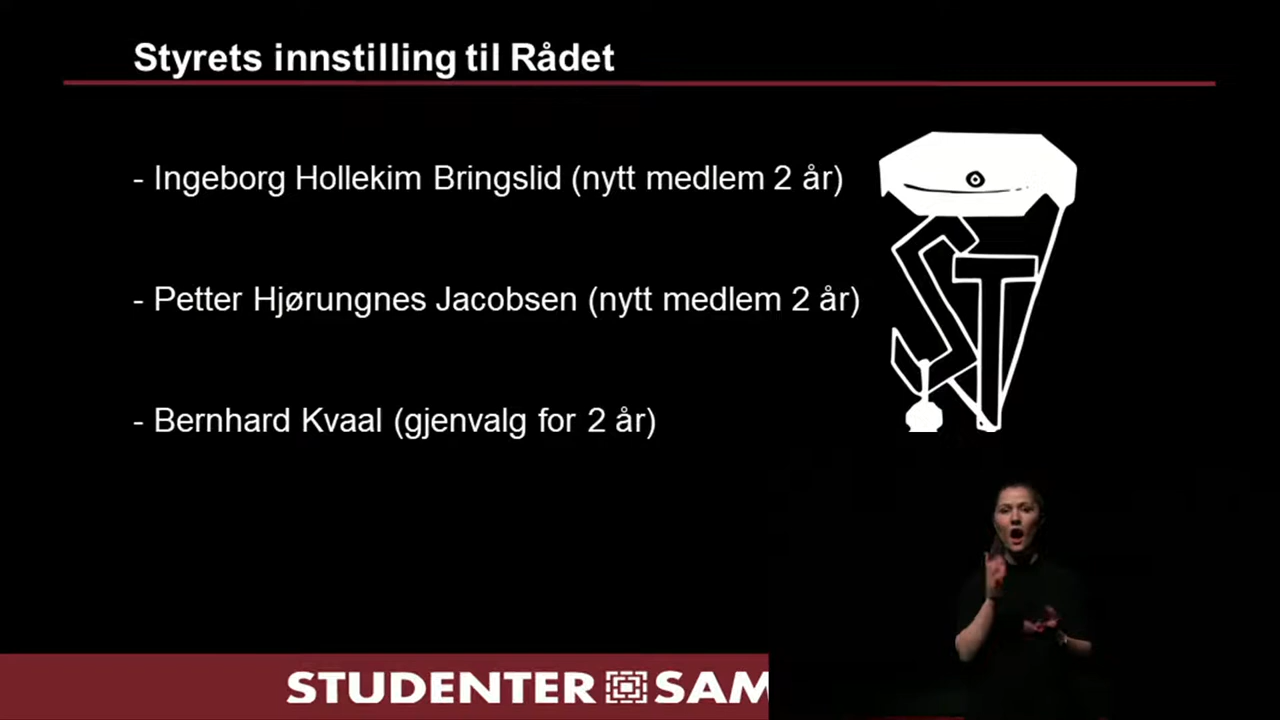 Styrets innstilling til Rådet
- Ingeborg Hollekim Bringslid (nytt medlem 2 år)
- Petter Hjørungnes Jacobsen (nytt medlem 2 år)
- Bernhard Kvaal (gjenvalg for 2 år)
ST
STUDENTER SAM